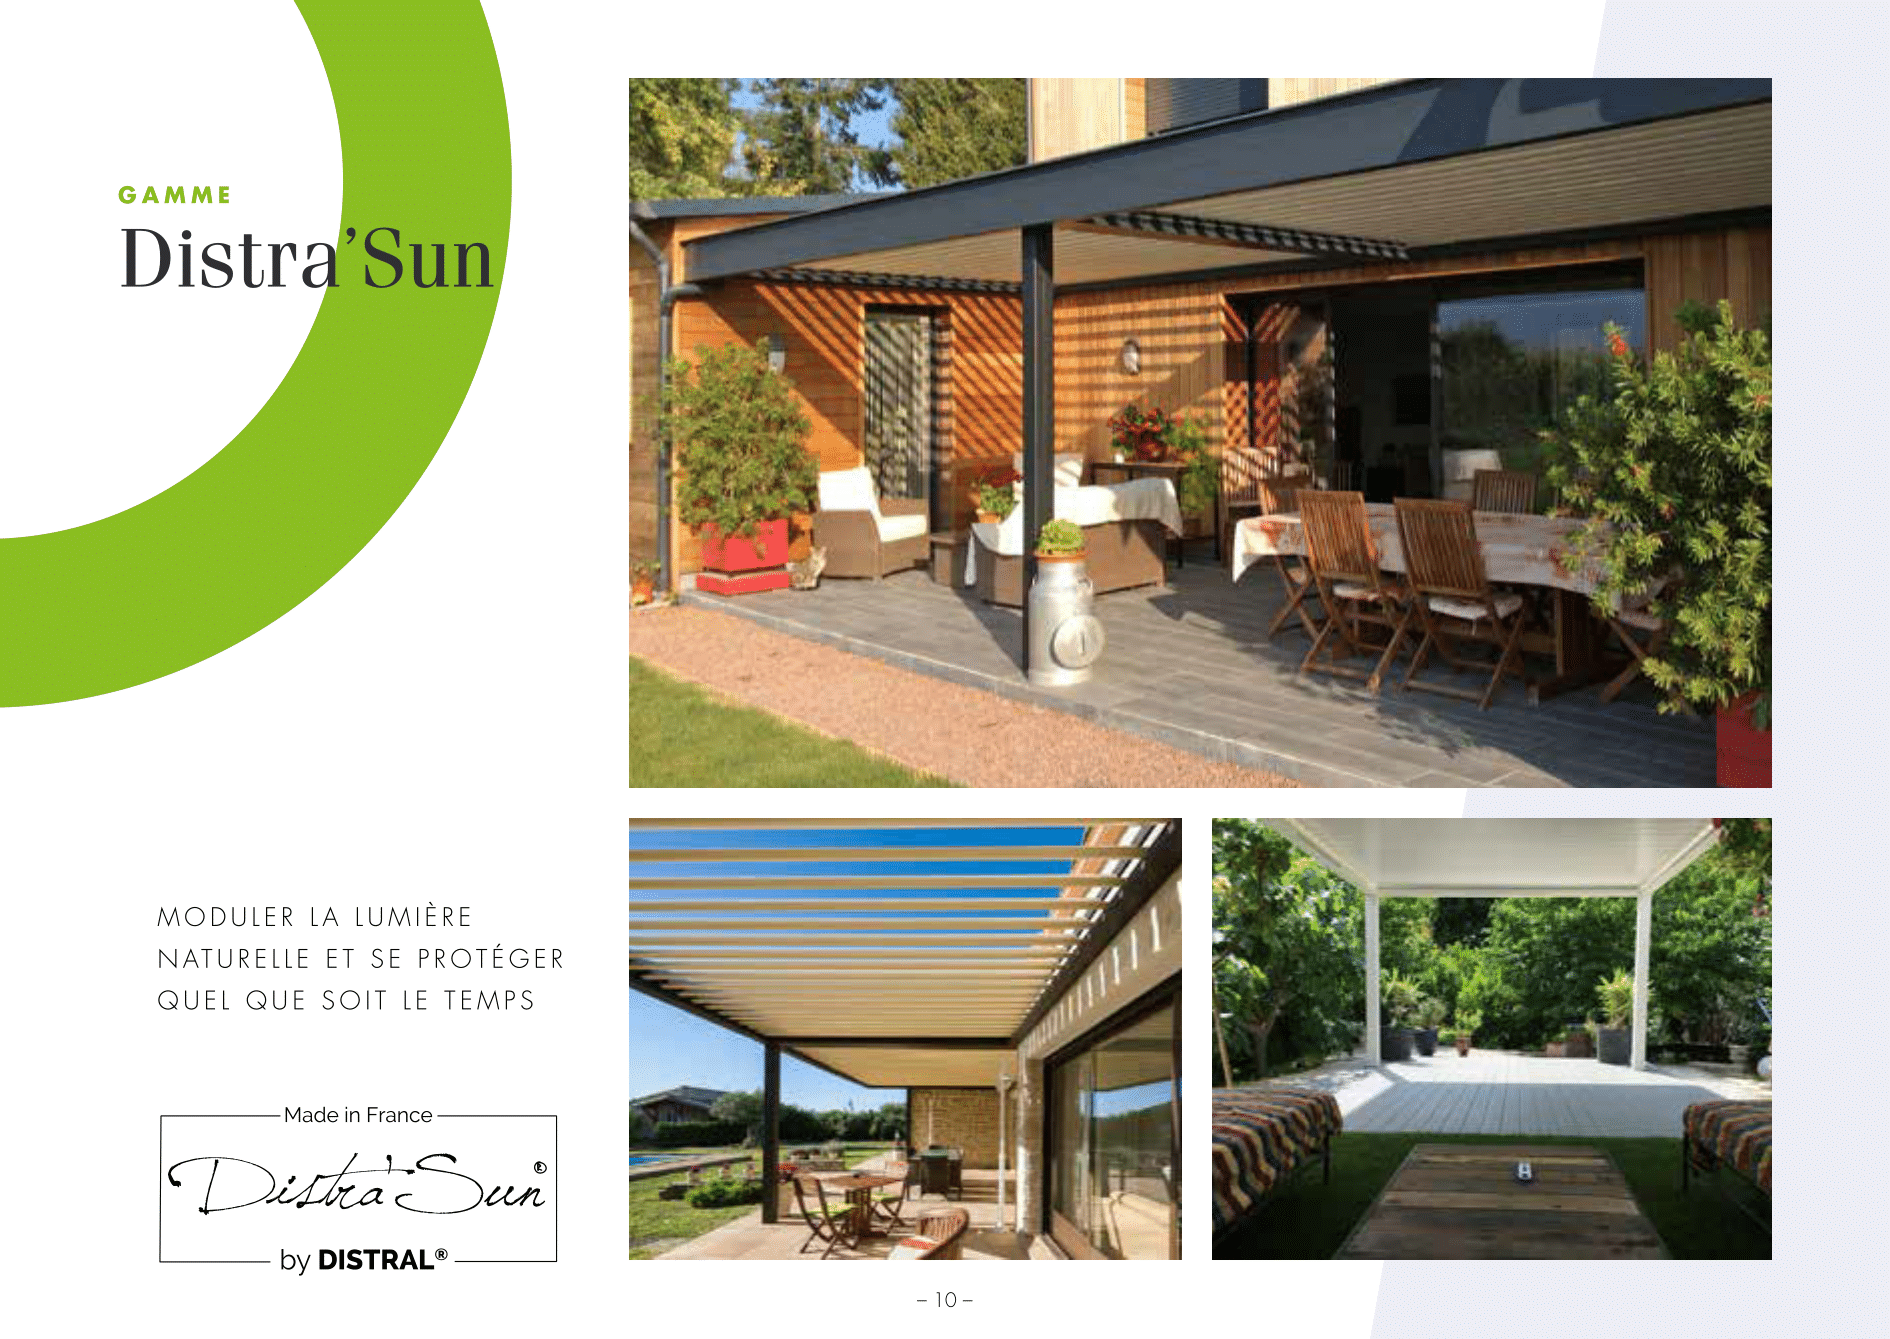 GAMME
Distra’Sun
MODULER LA LUMIÈRE
NATURELLE ET SE PROTÉGER
QUEL QUE SOIT LE TEMPS
Made in France
Distra'Sun®
by DISTRAL®
– 10 –